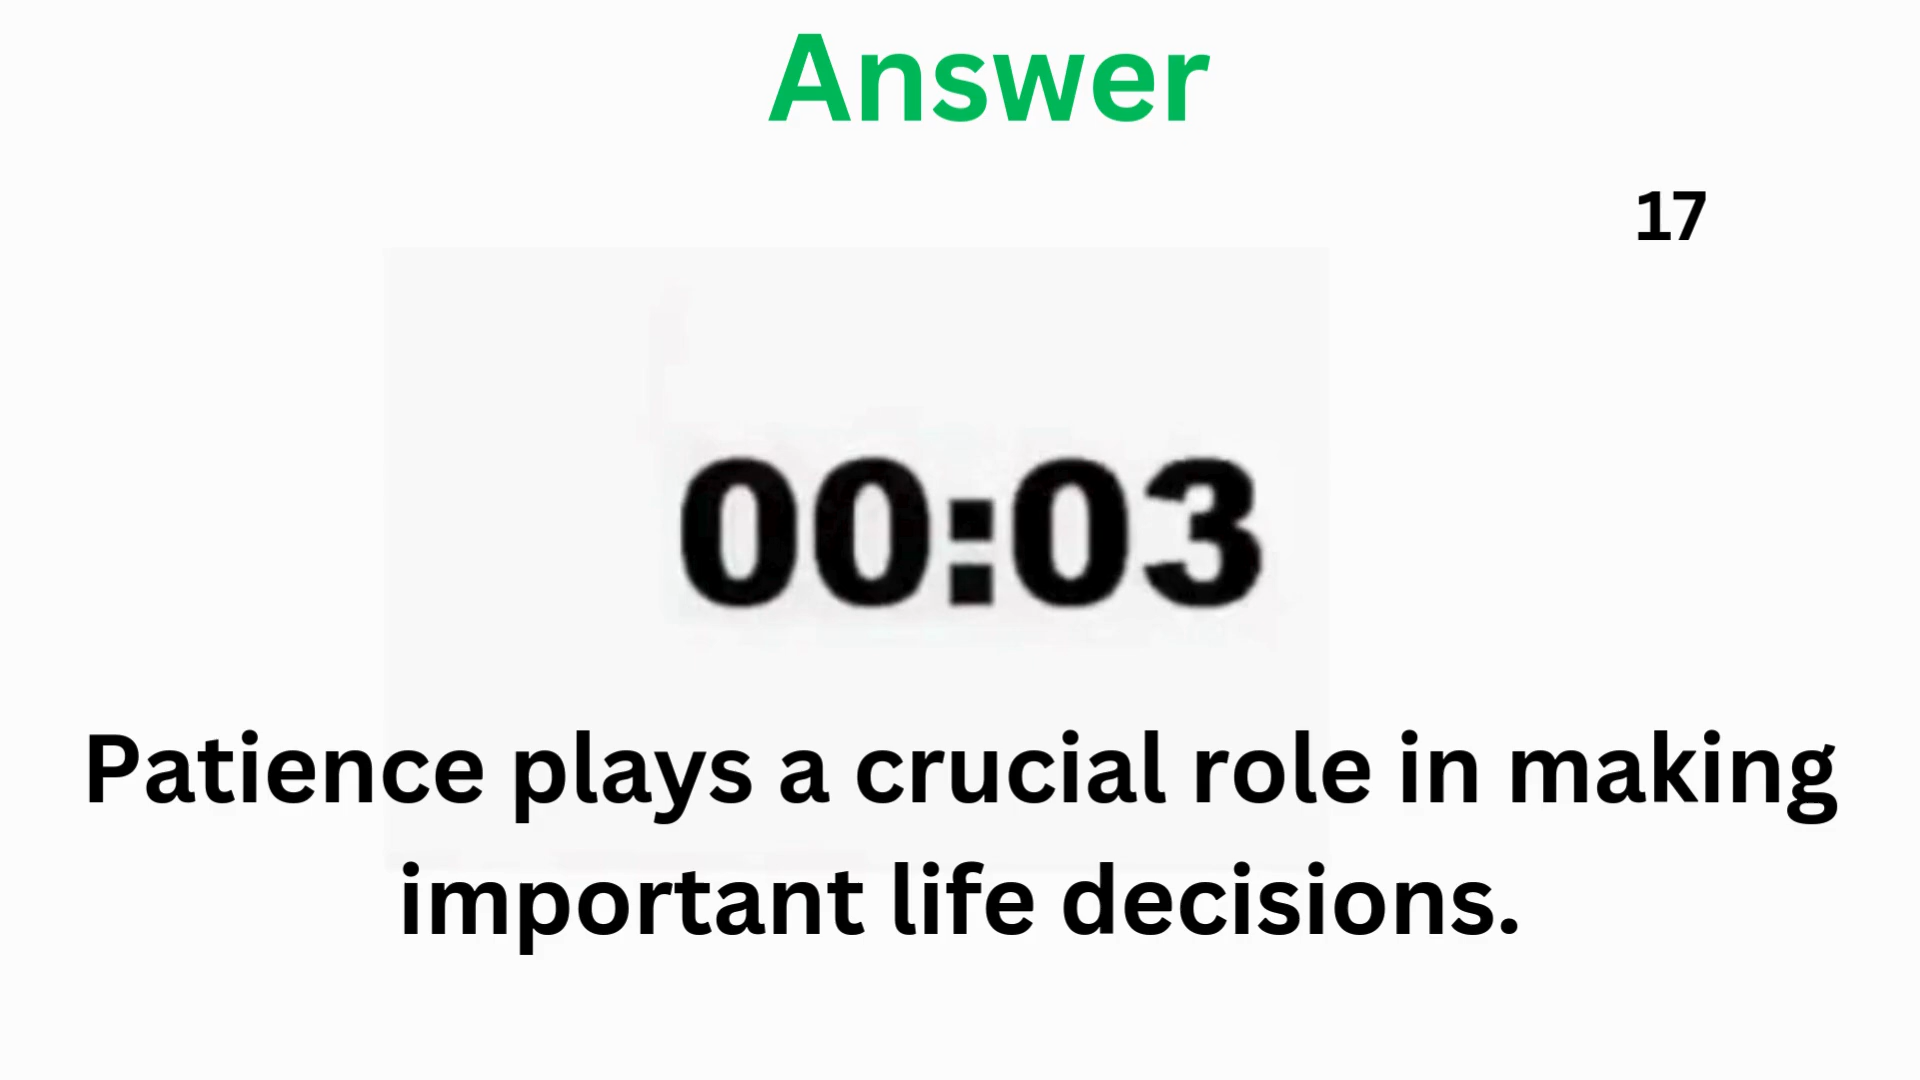 Answer
17
00:03
Patience plays a crucial role in making
important life decisions.